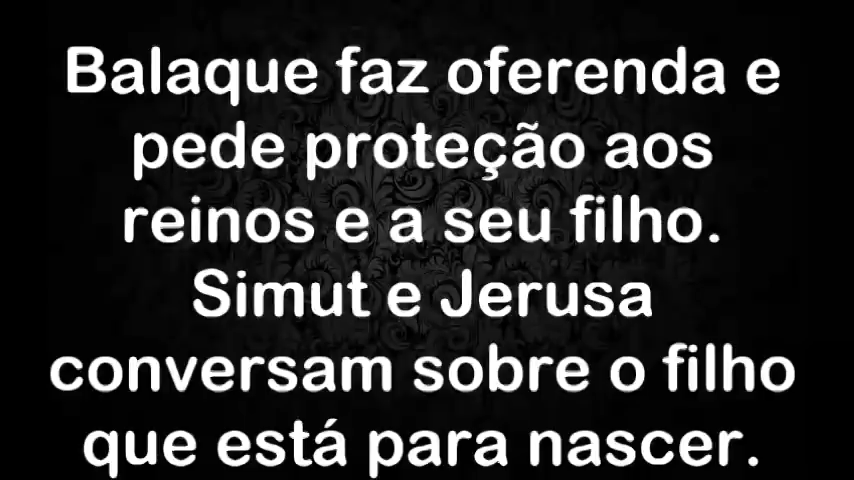 Balaque faz oferenda e
pede proteção aos
reinos e a seu filho.
Simut e Jerusa
conversam sobre o filho
que está para nascer.